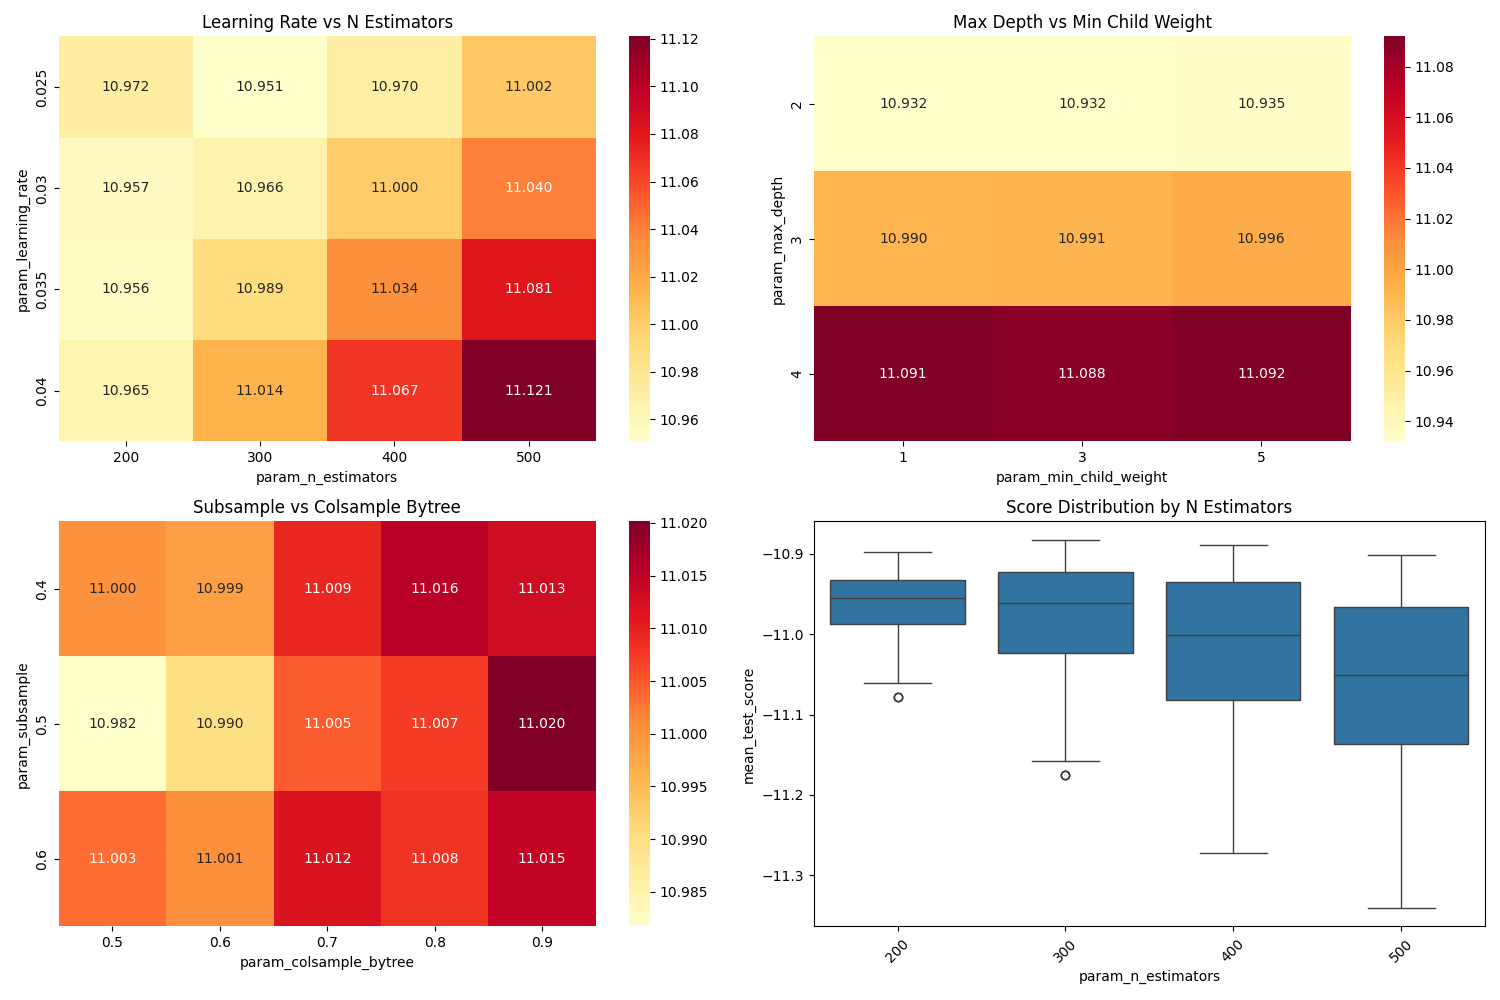 Learning Rate vs N Estimators
param_learning_rate
0.025 10.972 10.951 10.970 11.002
0.03 10.957 10.966 11.000 11.040
0.035 10.956 10.989 11.034 11.081
0.04 10.965 11.014 11.067 11.121
200 300 400 500
param_n_estimators
11.12
11.10
11.08
11.06
11.04
11.02
11.00
10.98
10.96
Max Depth vs Min Child Weight
param_max_depth
2 10.932 10.932 10.935
3 10.990 10.991 10.996
4 11.091 11.088 11.092
1 3 5
param_min_child_weight
11.08
11.06
11.04
11.02
11.00
10.98
10.96
10.94
Subsample vs Colsample Bytree
param_subsample
0.4 11.000 10.999 11.009 11.016 11.013
0.5 10.982 10.990 11.005 11.007 11.020
0.6 11.003 11.001 11.012 11.008 11.015
0.5 0.6 0.7 0.8 0.9
param_colsample_bytree
11.020
11.015
11.010
11.005
11.000
10.995
10.990
10.985
Score Distribution by N Estimators
mean_test_score
−10.9
−11.0
−11.1
−11.2
−11.3
200 300 400 500
param_n_estimators